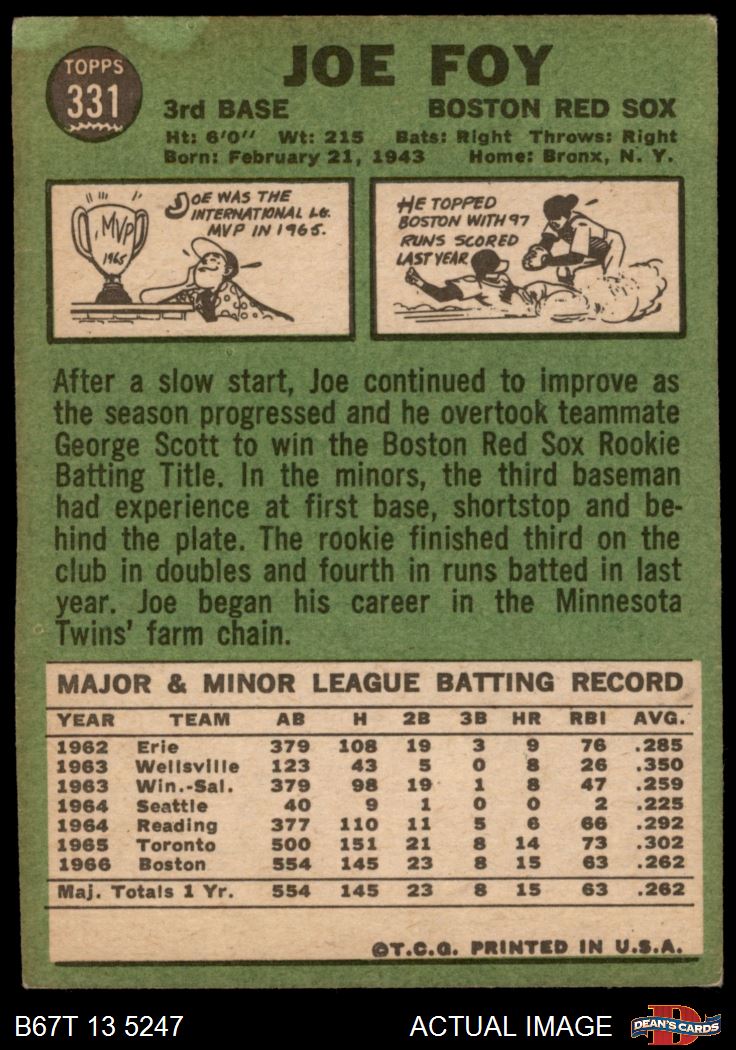 TOPPS
331
JOE FOY
3rd BASE BOSTON RED SOX
Ht: 6'0" Wt: 215 Bats: Right Throws: Right
Born: February 21, 1943 Home: Bronx, N. Y.
MVP
1965
JOE WAS THE
INTERNATIONAL LG.
MVP IN 1965.
HE TOPPED
BOSTON WITH 97
RUNS SCORED
LAST YEAR
After a slow start, Joe continued to improve as
the season progressed and he overtook teammate
George Scott to win the Boston Red Sox Rookie
Batting Title. In the minors, the third baseman
had experience at first base, shortstop and be-
hind the plate. The rookie finished third on the
club in doubles and fourth in runs batted in last
year. Joe began his career in the Minnesota
Twins' farm chain.
MAJOR & MINOR LEAGUE BATTING RECORD
YEAR TEAM AB H 2B 3B HR RBI AVG.
1962 Erie 379 108 19 3 9 76 .285
1963 Wellsville 123 43 5 0 8 26 .350
1963 Win.-Sal. 379 98 19 1 8 47 .259
1964 Seattle 40 9 1 0 0 2 .225
1964 Reading 377 110 11 5 6 66 .292
1965 Toronto 500 151 21 8 14 73 .302
1966 Boston 554 145 23 8 15 63 .262
Maj. Totals 1 Yr. 554 145 23 8 15 63 .262
©T.C.G. PRINTED IN U.S.A.
B67T 13 5247 ACTUAL IMAGE D DEAN'S CARDS